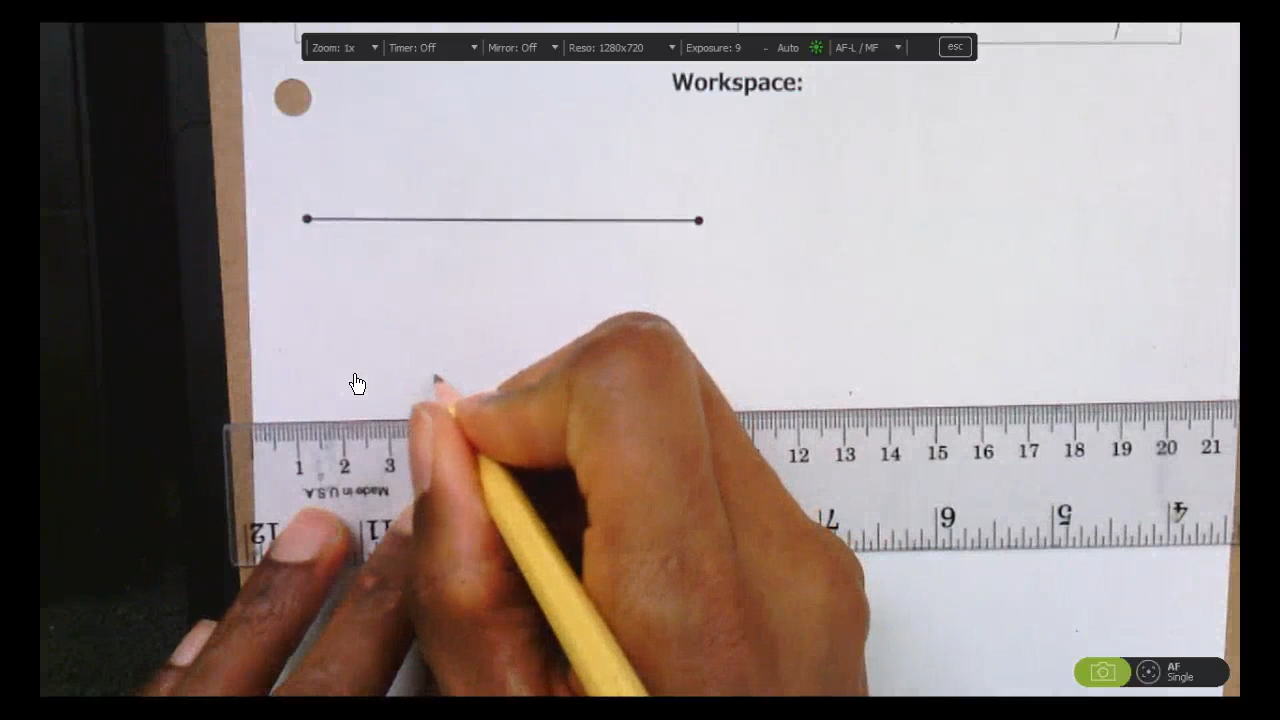 Zoom: 1x Timer: Off Mirror: Off Reso: 1280x720 Exposure: 9 - Auto AF-L / MF esc
Workspace:
1 2 3 12 13 14 15 16 17 18 19 20 21
Made in U.S.A.
12 11 7 6 5 4
AF
Single